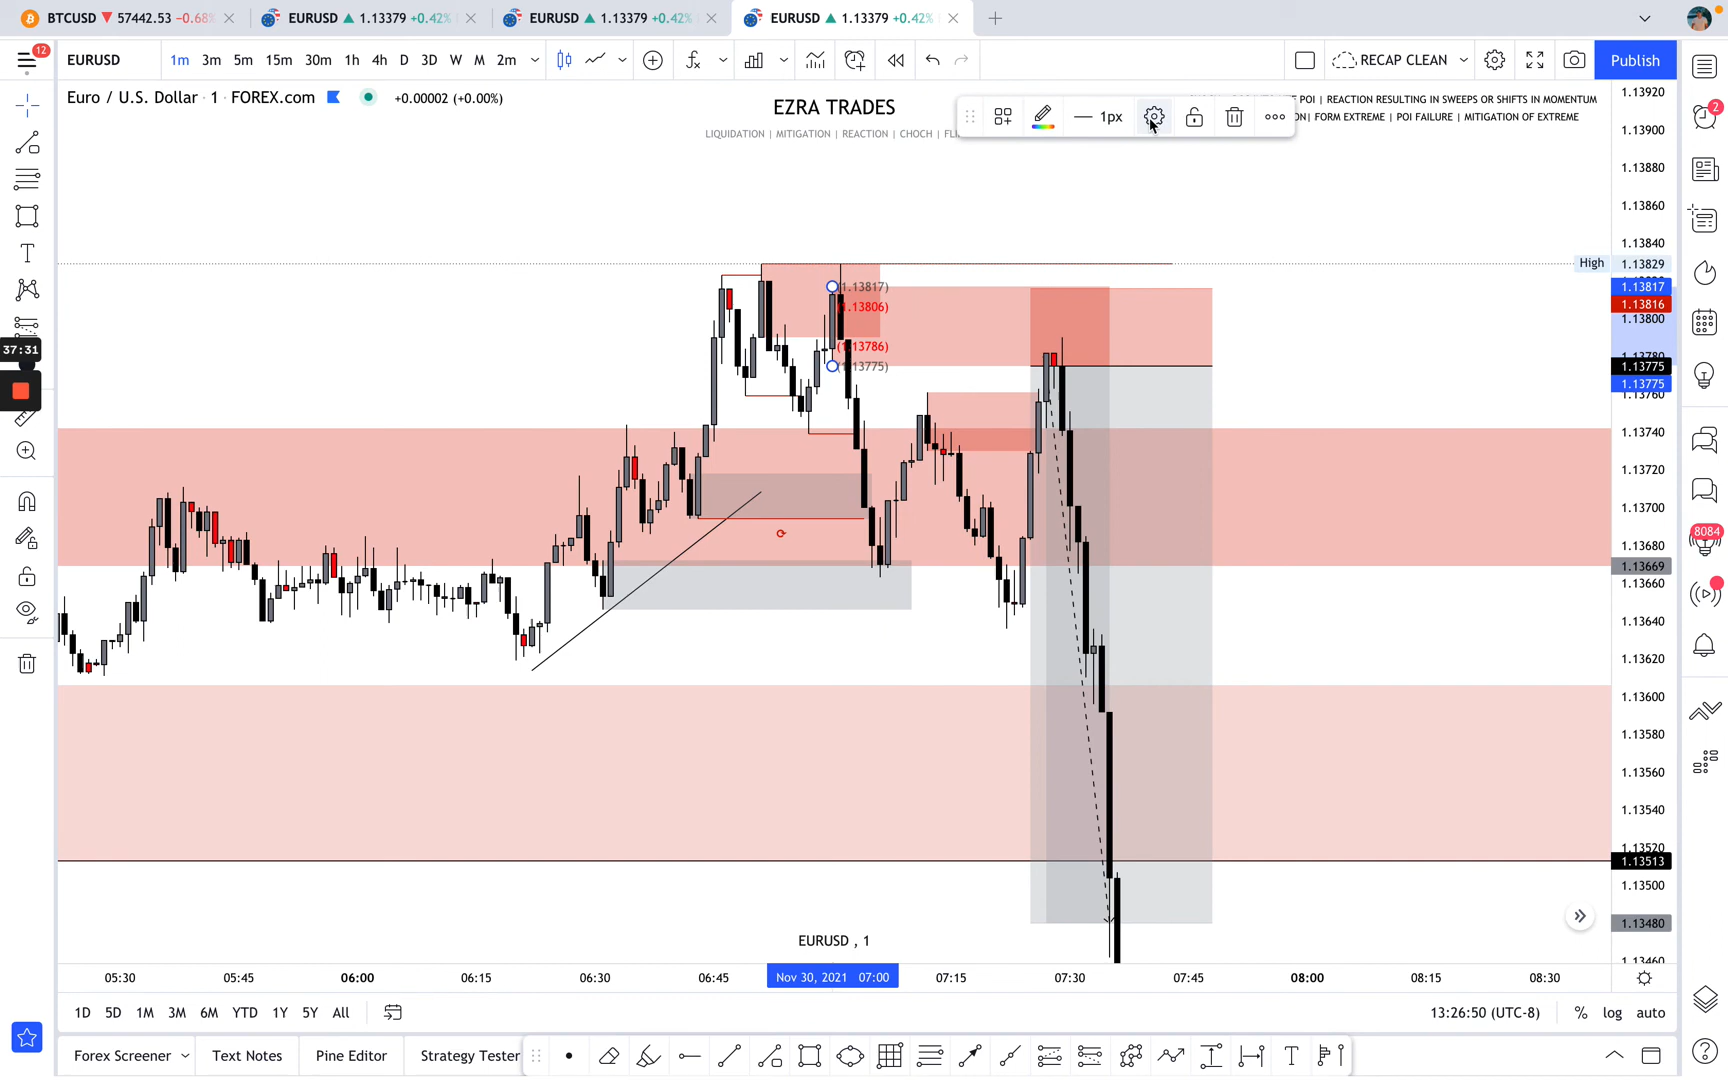 BTCUSD ▼ 57442.53 −0.68%
EURUSD ▲ 1.13379 +0.42%
EURUSD ▲ 1.13379 +0.42%
EURUSD ▲ 1.13379 +0.42%
12
EURUSD
1m 3m 5m 15m 30m 1h 4h D 3D W M 2m
RECAP CLEAN
Publish
Euro / U.S. Dollar · 1 · FOREX.com
+0.00002 (+0.00%)
EZRA TRADES
LIQUIDATION | MITIGATION | REACTION | CHOCH |
POI | REACTION RESULTING IN SWEEPS OR SHIFTS IN MOMENTUM
| FORM EXTREME | POI FAILURE | MITIGATION OF EXTREME
1px
2
1.13920
1.13900
1.13880
1.13860
1.13840
High 1.13829
1.13817
1.13816
1.13800
1.13780
1.13775
1.13775
1.13760
1.13740
1.13720
1.13700
1.13680
1.13669
1.13660
1.13640
1.13620
1.13600
1.13580
1.13560
1.13540
1.13520
1.13513
1.13500
1.13480
1.13460
(1.13817)
(1.13806)
(1.13786)
(1.13775)
37:31
8084
EURUSD , 1
05:30 05:45 06:00 06:15 06:30 06:45 Nov 30, 2021 07:00 07:15 07:30 07:45 08:00 08:15 08:30
1D 5D 1M 3M 6M YTD 1Y 5Y All
13:26:50 (UTC-8) % log auto
Forex Screener Text Notes Pine Editor Strategy Tester